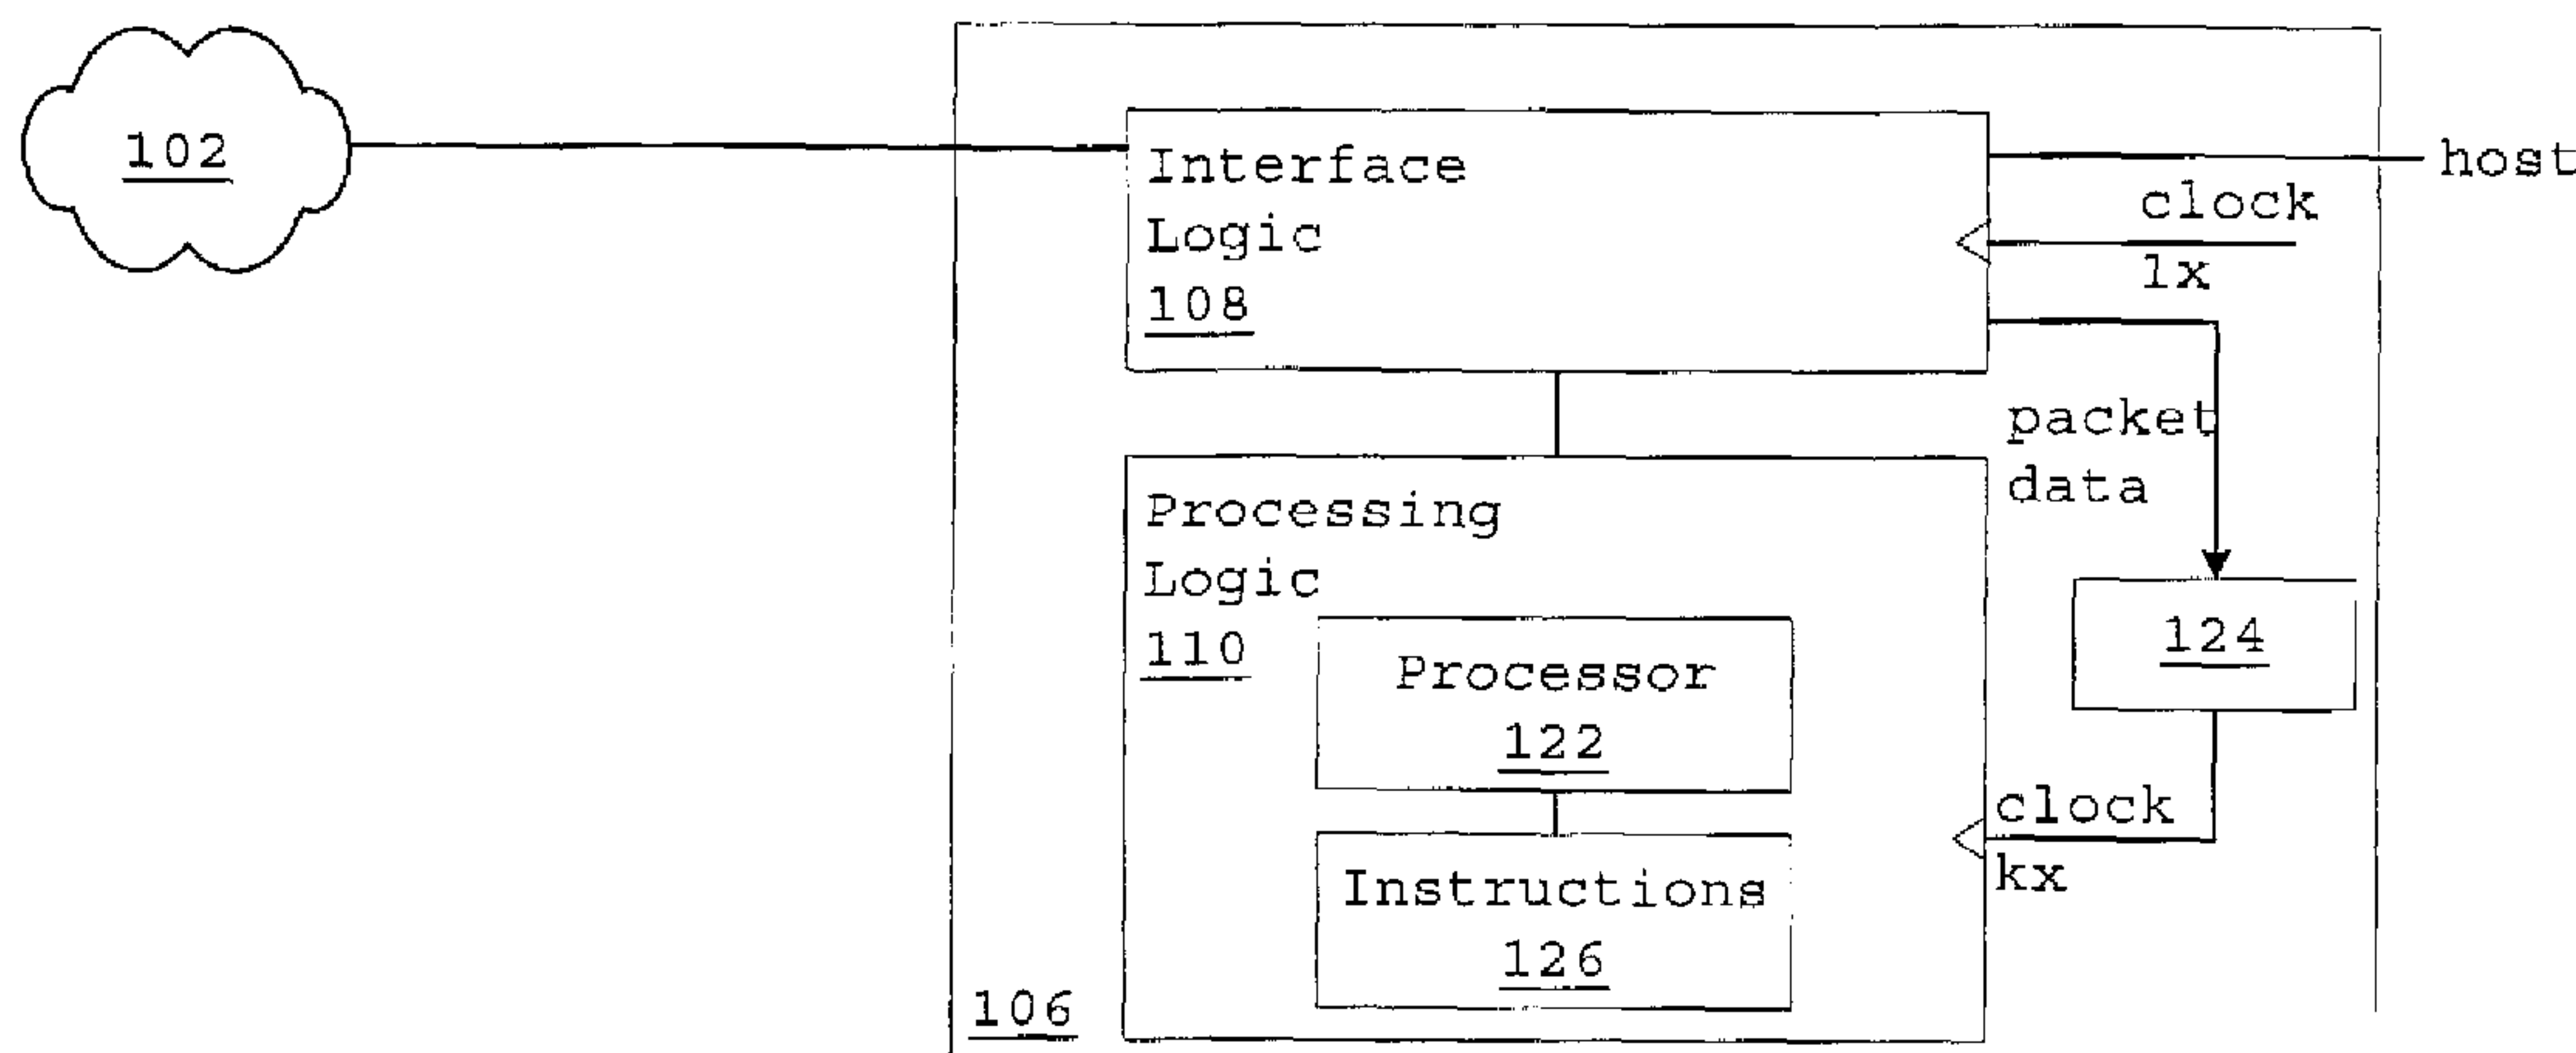 102
Interface
Logic
108
host
clock
1x
packet
data
Processing
Logic
110
Processor
122
Instructions
126
124
clock
kx
106